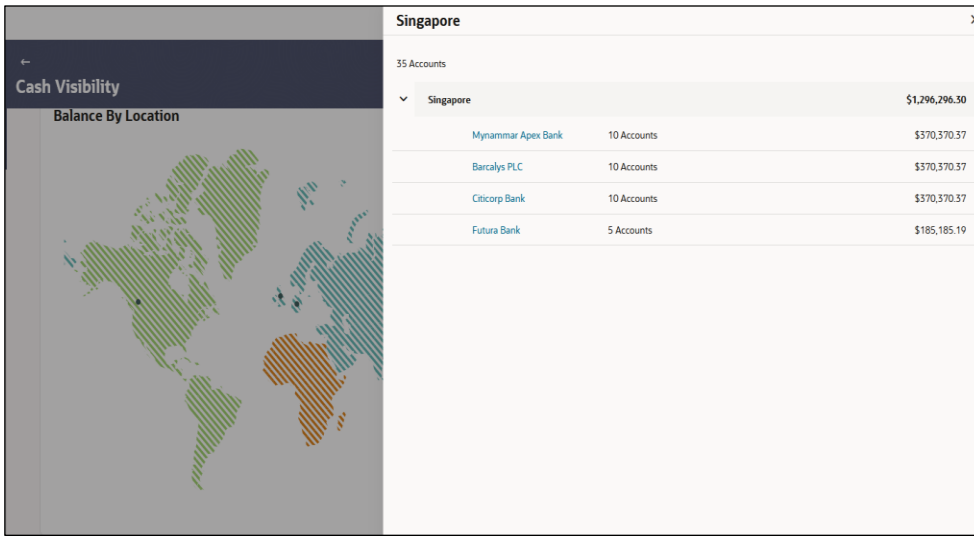 Singapore
35 Accounts
Cash Visibility
Singapore $1,296,296.30
Balance By Location
Mynammar Apex Bank 10 Accounts $370,370.37
Barcalys PLC 10 Accounts $370,370.37
Citicorp Bank 10 Accounts $370,370.37
Futura Bank 5 Accounts $185,185.19